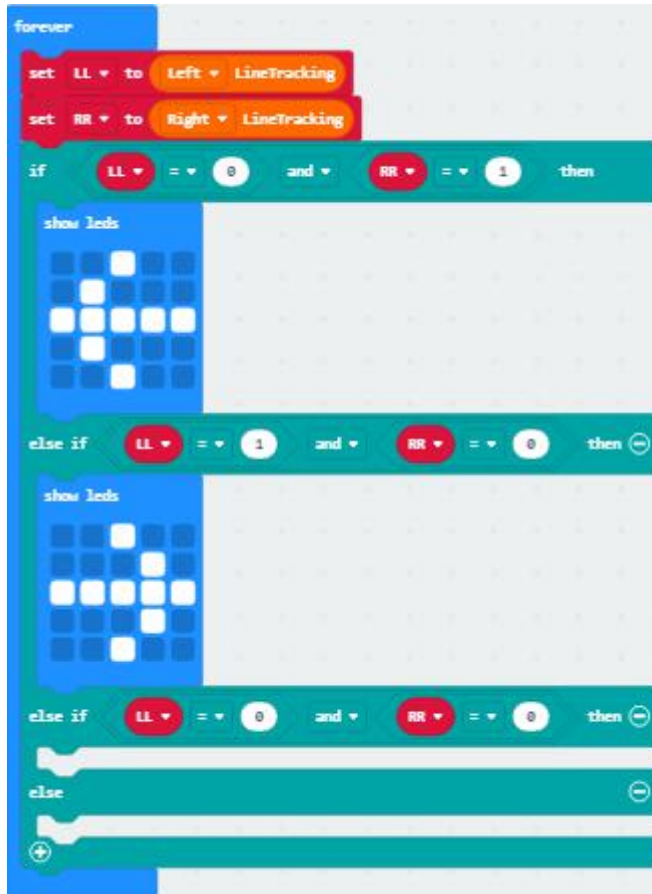 forever
set LL to Left LineTracking
set RR to Right LineTracking
if LL = 0 and RR = 1 then
show leds
else if LL = 1 and RR = 0 then
show leds
else if LL = 0 and RR = 0 then
else